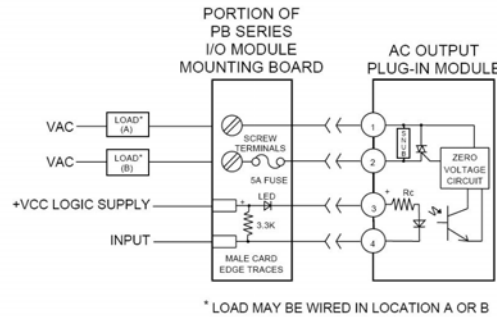 PORTION OF
PB SERIES
I/O MODULE
MOUNTING BOARD
AC OUTPUT
PLUG-IN MODULE
VAC
LOAD*
(A)
1
SCREW
TERMINALS
SNUB
VAC
LOAD*
(B)
2
5A FUSE
ZERO
VOLTAGE
CIRCUIT
+VCC LOGIC SUPPLY
+
LED
3
+
Rc
3.3K
INPUT
4
MALE CARD
EDGE TRACES
* LOAD MAY BE WIRED IN LOCATION A OR B